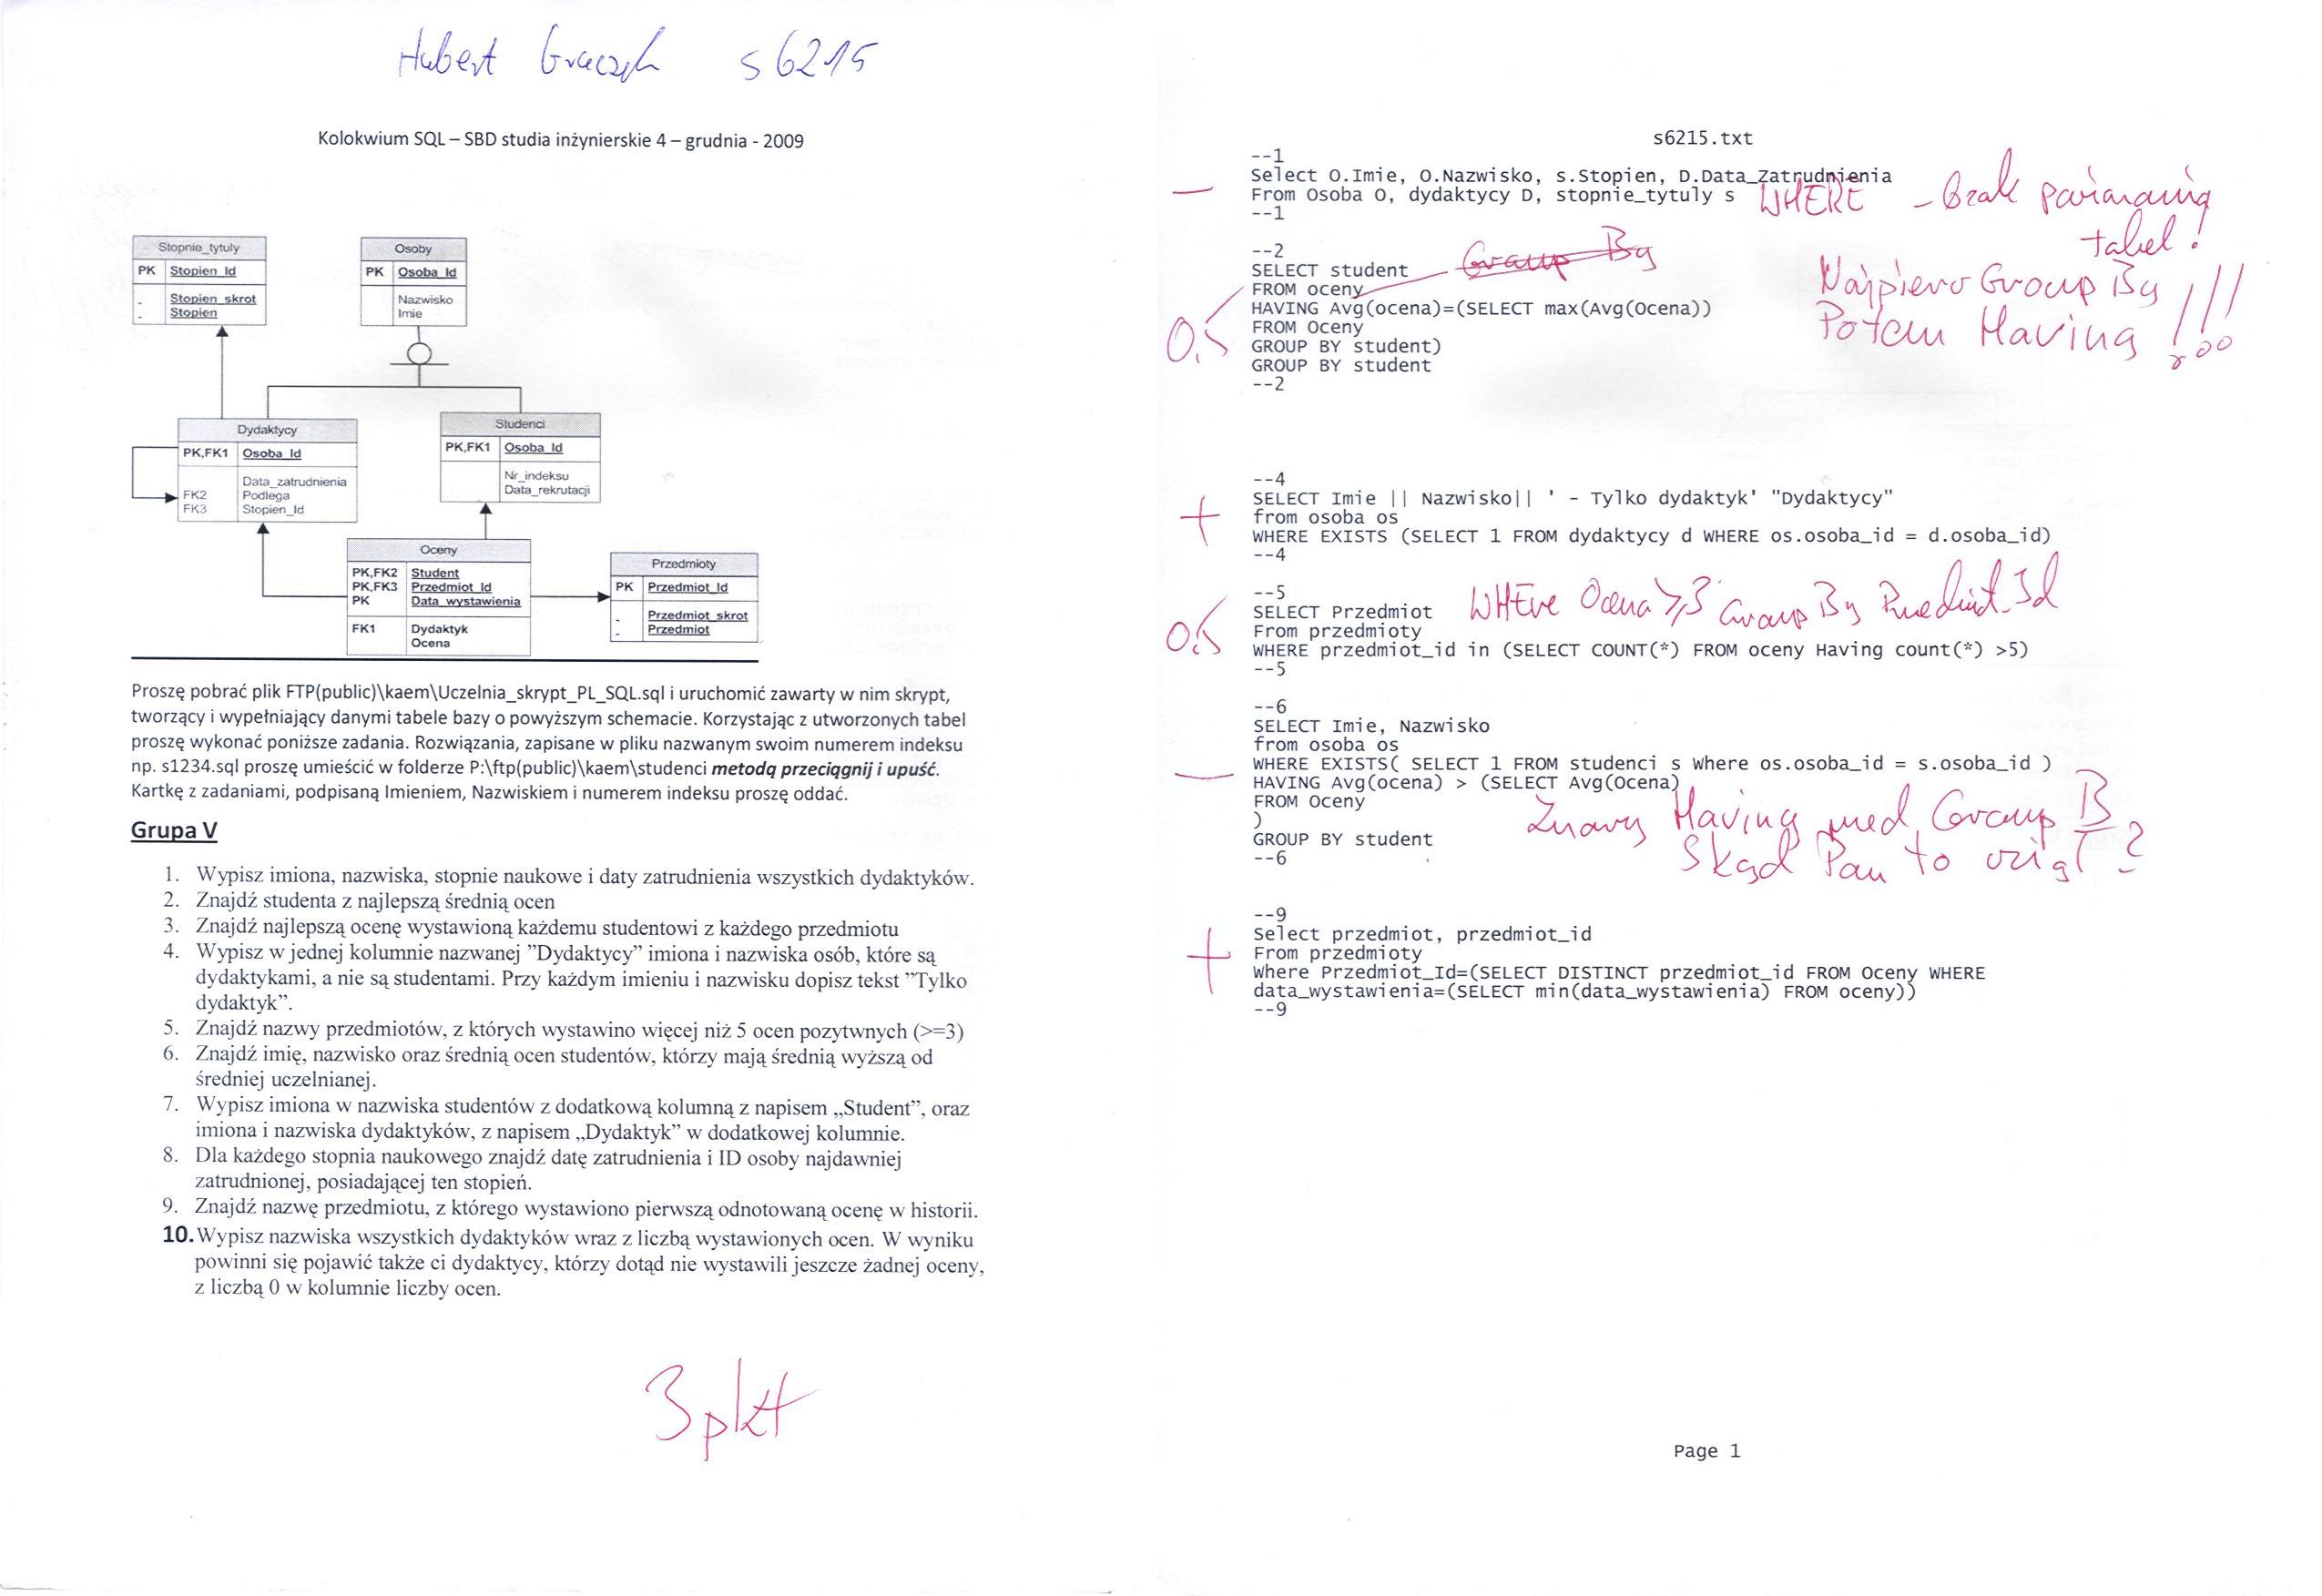 Hubert Graczyk s6215
Kolokwium SQL – SBD studia inżynierskie 4 – grudnia - 2009
Stopnie_tytuly
PK Stopien_Id
- Stopien_skrot
- Stopien
Osoby
PK Osoba_Id
Nazwisko
Imie
Dydaktycy
PK,FK1 Osoba_Id
Data_zatrudnienia
FK2 Podlega
FK3 Stopien_Id
Studenci
PK,FK1 Osoba_Id
Nr_indeksu
Data_rekrutacji
Oceny
PK,FK2 Student
PK,FK3 Przedmiot_Id
PK Data_wystawienia
FK1 Dydaktyk
Ocena
Przedmioty
PK Przedmiot_Id
- Przedmiot_skrot
- Przedmiot
Proszę pobrać plik FTP(public)\kaem\Uczelnia_skrypt_PL_SQL.sql i uruchomić zawarty w nim skrypt,
tworzący i wypełniający danymi tabele bazy o powyższym schemacie. Korzystając z utworzonych tabel
proszę wykonać poniższe zadania. Rozwiązania, zapisane w pliku nazwanym swoim numerem indeksu
np. s1234.sql proszę umieścić w folderze P:\ftp(public)\kaem\studenci metodą przeciągnij i upuść.
Kartkę z zadaniami, podpisaną Imieniem, Nazwiskiem i numerem indeksu proszę oddać.
Grupa V
1. Wypisz imiona, nazwiska, stopnie naukowe i daty zatrudnienia wszystkich dydaktyków.
2. Znajdź studenta z najlepszą średnią ocen
3. Znajdź najlepszą ocenę wystawioną każdemu studentowi z każdego przedmiotu
4. Wypisz w jednej kolumnie nazwanej ”Dydaktycy” imiona i nazwiska osób, które są
dydaktykami, a nie są studentami. Przy każdym imieniu i nazwisku dopisz tekst ”Tylko
dydaktyk”.
5. Znajdź nazwy przedmiotów, z których wystawino więcej niż 5 ocen pozytwnych (>=3)
6. Znajdź imię, nazwisko oraz średnią ocen studentów, którzy mają średnią wyższą od
średniej uczelnianej.
7. Wypisz imiona w nazwiska studentów z dodatkową kolumną z napisem „Student”, oraz
imiona i nazwiska dydaktyków, z napisem „Dydaktyk” w dodatkowej kolumnie.
8. Dla każdego stopnia naukowego znajdź datę zatrudnienia i ID osoby najdawniej
zatrudnionej, posiadającej ten stopień.
9. Znajdź nazwę przedmiotu, z którego wystawiono pierwszą odnotowaną ocenę w historii.
10. Wypisz nazwiska wszystkich dydaktyków wraz z liczbą wystawionych ocen. W wyniku
powinni się pojawić także ci dydaktycy, którzy dotąd nie wystawili jeszcze żadnej oceny,
z liczbą 0 w kolumnie liczby ocen.
3 pkt
s6215.txt
--1
Select O.Imie, O.Nazwisko, s.Stopien, D.Data_Zatrudnienia
– From Osoba O, dydaktycy D, stopnie_tytuly s WHERE – brak powiązania
tabel!
--1
--2
SELECT student Group By
FROM oceny
Najpierw Group By
HAVING Avg(ocena)=(SELECT max(Avg(Ocena))
Potem Having !!!
FROM Oceny
0.5 GROUP BY student)
GROUP BY student
--2
--4
SELECT Imie || Nazwisko|| ' - Tylko dydaktyk' "Dydaktycy"
+ from osoba os
WHERE EXISTS (SELECT 1 FROM dydaktycy d WHERE os.osoba_id = d.osoba_id)
--4
--5
SELECT Przedmiot WHEre Ocena >= 3 Group By Przedmiot_Id
From przedmioty
0.5 WHERE przedmiot_id in (SELECT COUNT(*) FROM oceny Having count(*) >5)
--5
--6
SELECT Imie, Nazwisko
from osoba os
WHERE EXISTS( SELECT 1 FROM studenci s Where os.osoba_id = s.osoba_id )
– HAVING Avg(ocena) > (SELECT Avg(Ocena)
FROM Oceny
)
Znowu Having przed Group B
GROUP BY student
Skąd Pan to wziął?
--6
--9
Select przedmiot, przedmiot_id
+ From przedmioty
Where Przedmiot_Id=(SELECT DISTINCT przedmiot_id FROM Oceny WHERE
data_wystawienia=(SELECT min(data_wystawienia) FROM oceny))
--9
Page 1